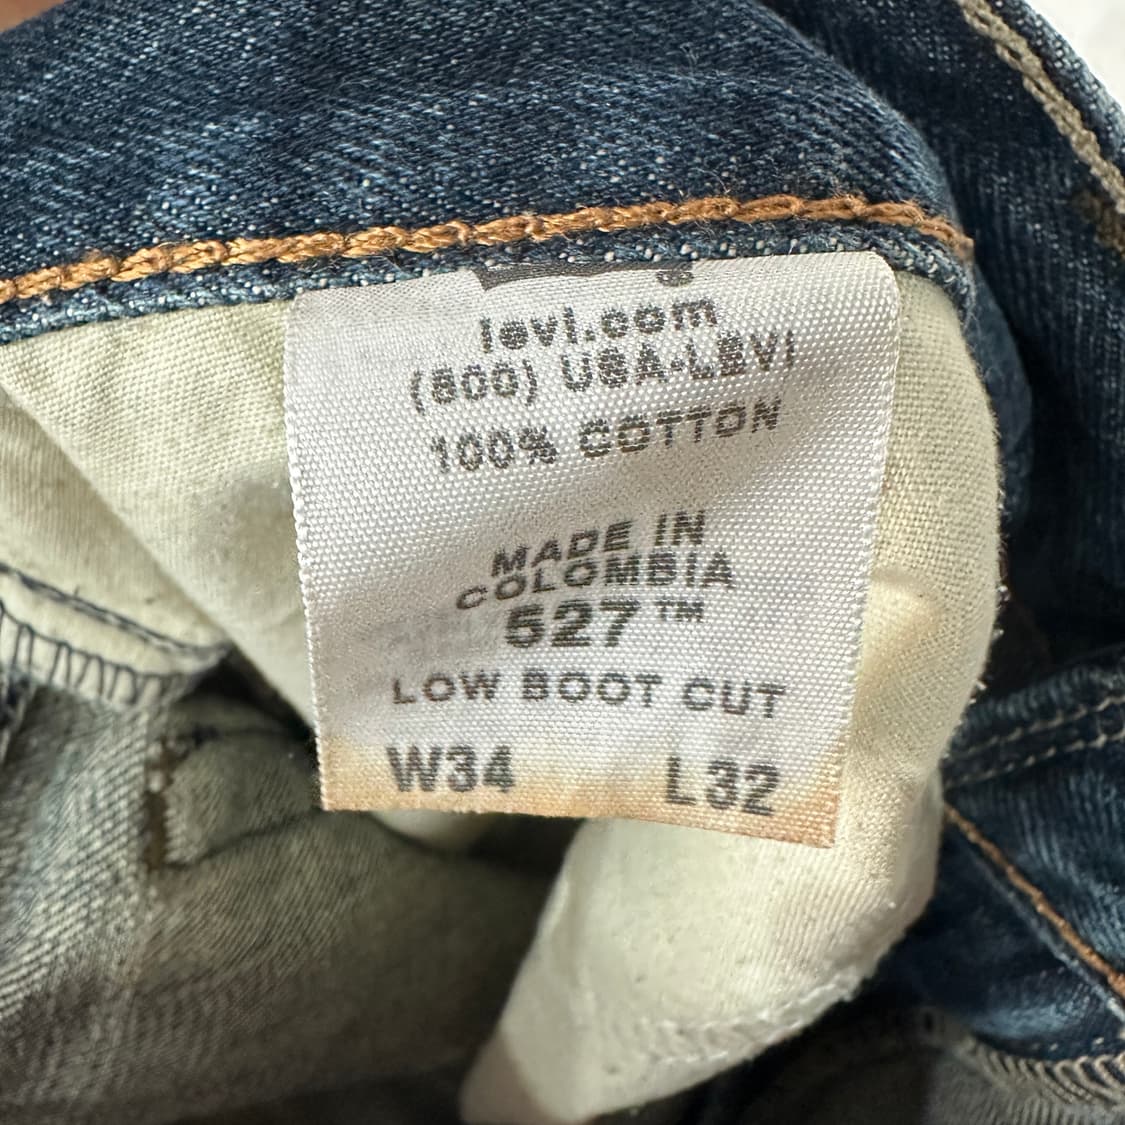 levi.com
(800) USA-LEVI
100% COTTON
MADE IN
COLOMBIA
527™
LOW BOOT CUT
W34 L32